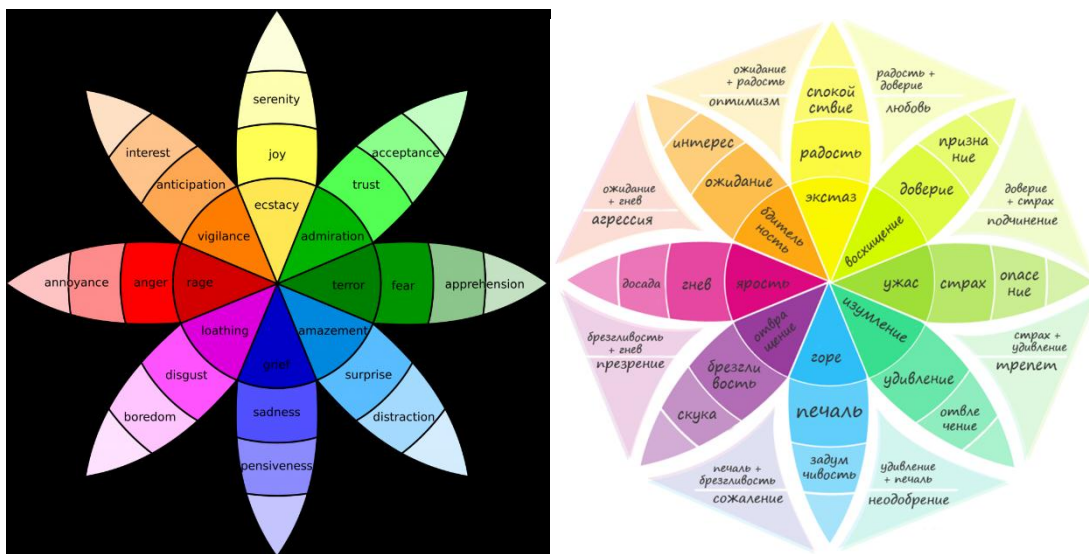 serenity
joy
ecstacy
interest
anticipation
vigilance
acceptance
trust
admiration
annoyance
anger
rage
terror
fear
apprehension
loathing
disgust
boredom
grief
sadness
pensiveness
amazement
surprise
distraction
ожидание
+ радость
оптимизм
радость +
доверие
любовь
спокой
ствие
радость
экстаз
интерес
ожидание
бдитель
ность
призна
ние
доверие
восхищение
ожидание
+ гнев
агрессия
доверие
+ страх
подчинение
досада
гнев
ярость
ужас
страх
опасе
ние
брезгливость
+ гнев
презрение
отвра
щение
брезгли
вость
скука
горе
печаль
задум
чивость
изумление
удивление
отвле
чение
страх +
удивление
трепет
печаль +
брезгливость
сожаление
удивление
+ печаль
неодобрение